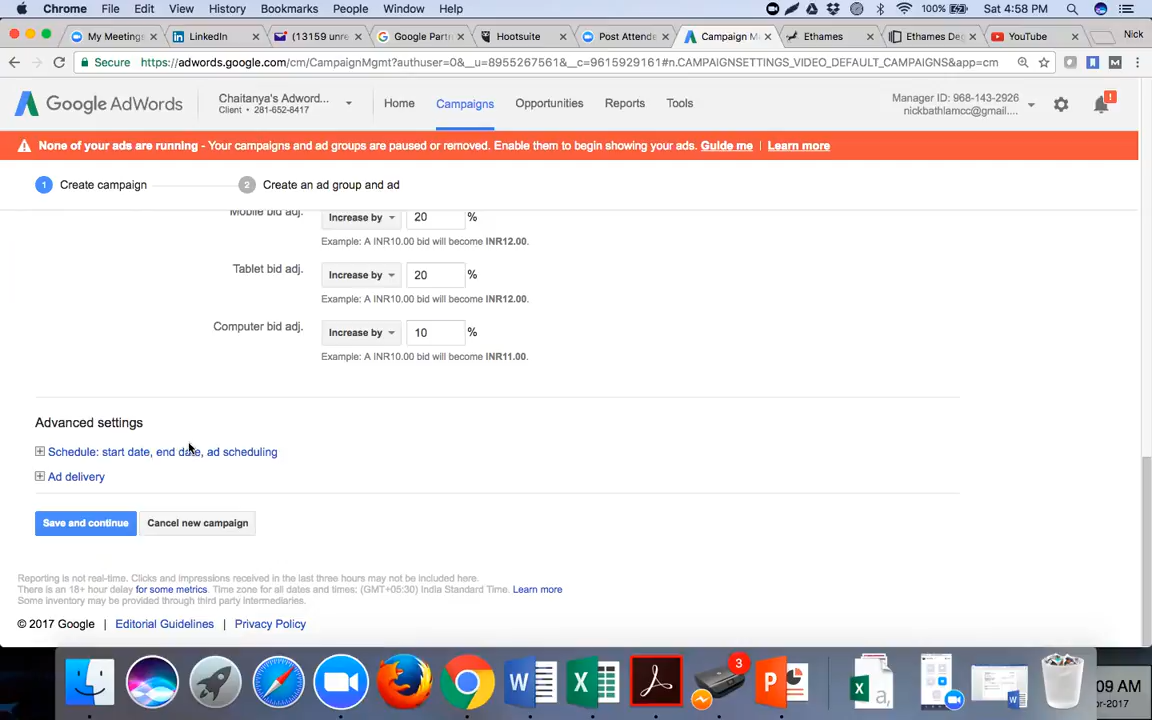 Chrome File Edit View History Bookmarks People Window Help 100% Sat 4:58 PM
My Meetings LinkedIn (13159 unre Google Partn Hootsuite Post Attende Campaign M Ethames Ethames De YouTube Nick
Secure https://adwords.google.com/cm/CampaignMgmt?authuser=0&__u=8955267561&__c=9615929161#n.CAMPAIGNSETTINGS_VIDEO_DEFAULT_CAMPAIGNS&app=cm
Google AdWords Chaitanya's Adword... Client • 281-652-6417 Home Campaigns Opportunities Reports Tools Manager ID: 968-143-2926 nickbathlamcc@gmail.... !
None of your ads are running - Your campaigns and ad groups are paused or removed. Enable them to begin showing your ads. Guide me | Learn more
1 Create campaign 2 Create an ad group and ad
Mobile bid adj. Increase by 20 %
Example: A INR10.00 bid will become INR12.00.
Tablet bid adj. Increase by 20 %
Example: A INR10.00 bid will become INR12.00.
Computer bid adj. Increase by 10 %
Example: A INR10.00 bid will become INR11.00.
Advanced settings
Schedule: start date, end date, ad scheduling
Ad delivery
Save and continue Cancel new campaign
Reporting is not real-time. Clicks and impressions received in the last three hours may not be included here.
There is an 18+ hour delay for some metrics. Time zone for all dates and times: (GMT+05:30) India Standard Time. Learn more
Some inventory may be provided through third party intermediaries.
© 2017 Google | Editorial Guidelines | Privacy Policy
W X 3 P X a, W
09 AM
or-2017